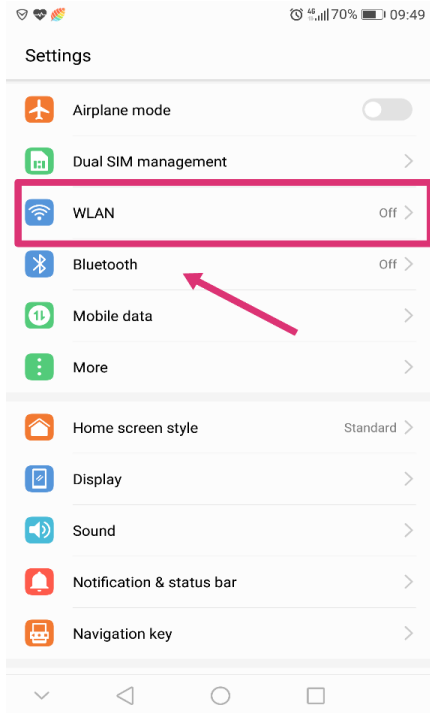 4G 70% 09:49
Settings
Airplane mode
Dual SIM management
WLAN Off
Bluetooth Off
Mobile data
More
Home screen style Standard
Display
Sound
Notification & status bar
Navigation key